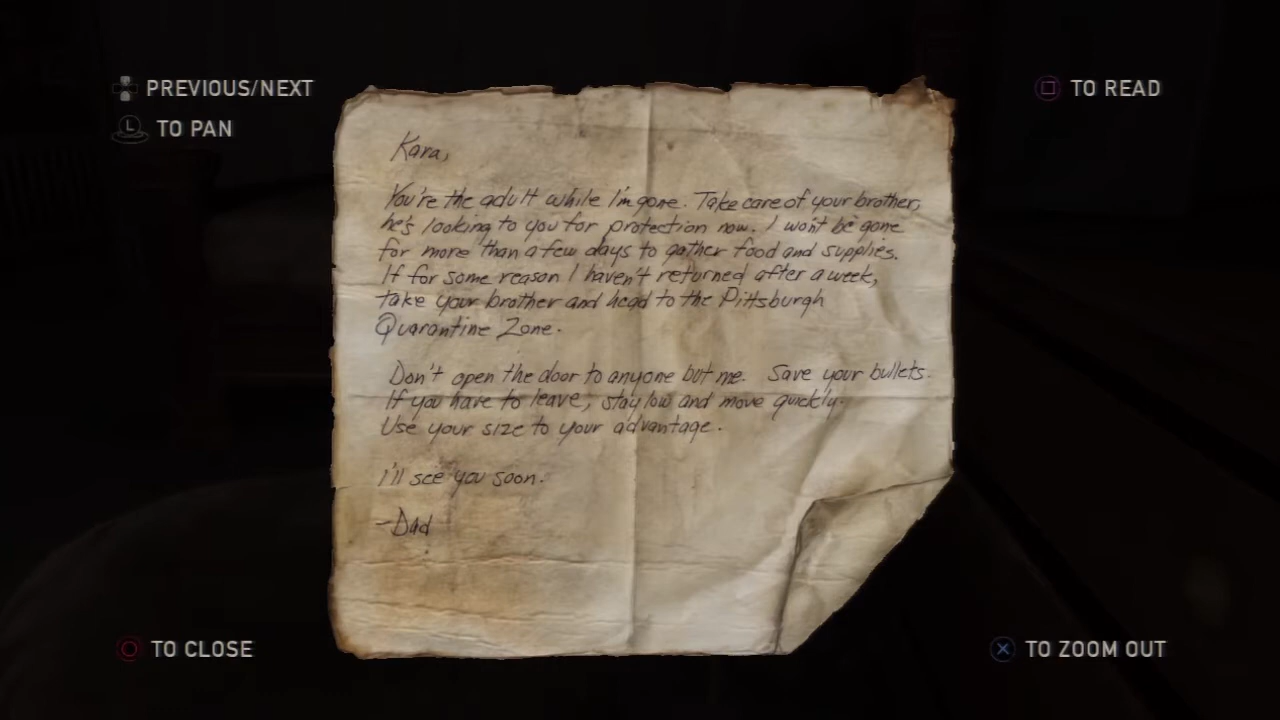 PREVIOUS/NEXT
TO READ
TO PAN
Kara,
You're the adult while I'm gone. Take care of your brother,
he's looking to you for protection now. I won't be gone
for more than a few days to gather food and supplies.
If for some reason I haven't returned after a week,
take your brother and head to the Pittsburgh
Quarantine Zone.
Don't open the door to anyone but me. Save your bullets.
If you have to leave, stay low and move quickly.
Use your size to your advantage.
I'll see you soon.
-Dad
TO CLOSE
TO ZOOM OUT